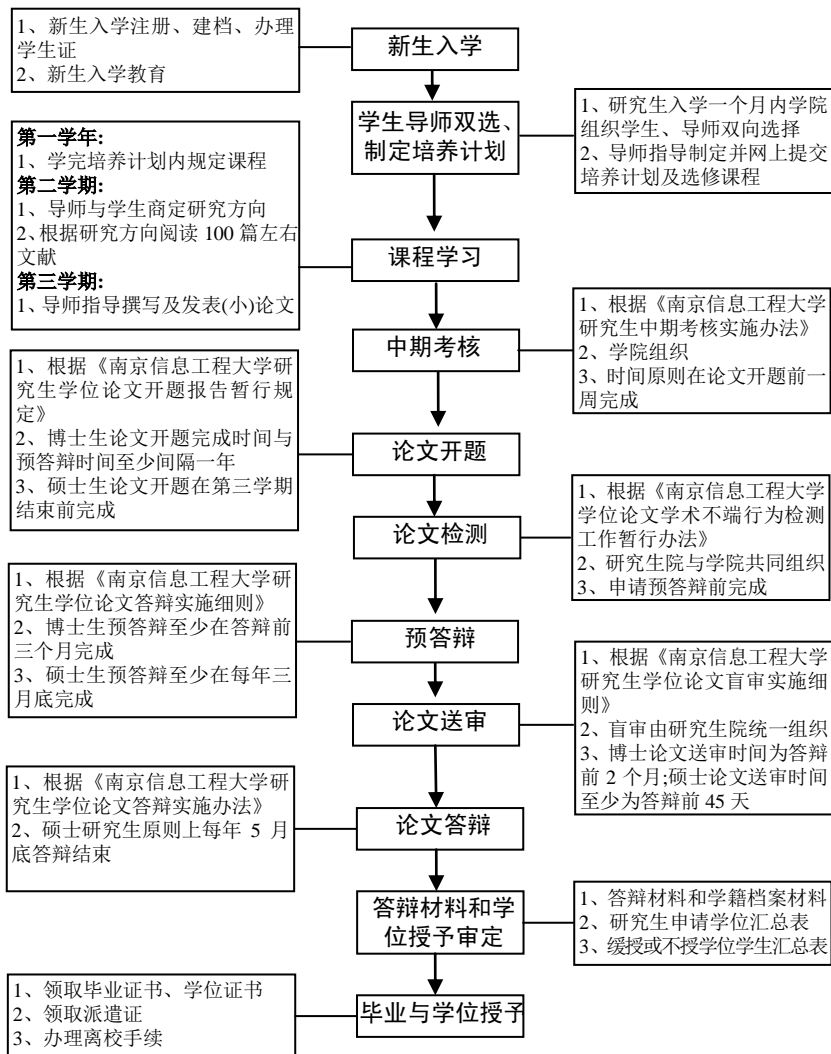 1、新生入学注册、建档、办理
学生证
2、新生入学教育
新生入学
学生导师双选、
制定培养计划
1、研究生入学一个月内学院
组织学生、导师双向选择
2、导师指导制定并网上提交
培养计划及选修课程
第一学年:
1、学完培养计划内规定课程
第二学期:
1、导师与学生商定研究方向
2、根据研究方向阅读 100 篇左右
文献
第三学期:
1、导师指导撰写及发表(小)论文
课程学习
中期考核
1、根据《南京信息工程大学
研究生中期考核实施办法》
2、学院组织
3、时间原则在论文开题前一
周完成
1、根据《南京信息工程大学研
究生学位论文开题报告暂行规
定》
2、博士生论文开题完成时间与
预答辩时间至少间隔一年
3、硕士生论文开题在第三学期
结束前完成
论文开题
论文检测
1、根据《南京信息工程大学
学位论文学术不端行为检测
工作暂行办法》
2、研究生院与学院共同组织
3、申请预答辩前完成
1、根据《南京信息工程大学研
究生学位论文答辩实施细则》
2、博士生预答辩至少在答辩前
三个月完成
3、硕士生预答辩至少在每年三
月底完成
预答辩
论文送审
1、根据《南京信息工程大学
研究生学位论文盲审实施细
则》
2、盲审由研究生院统一组织
3、博士论文送审时间为答辩
前 2 个月;硕士论文送审时间
至少为答辩前 45 天
1、根据《南京信息工程大学研
究生学位论文答辩实施办法》
2、硕士研究生原则上每年 5 月
底答辩结束
论文答辩
答辩材料和学
位授予审定
1、答辩材料和学籍档案材料
2、研究生申请学位汇总表
3、缓授或不授学位学生汇总表
1、领取毕业证书、学位证书
2、领取派遣证
3、办理离校手续
毕业与学位授予